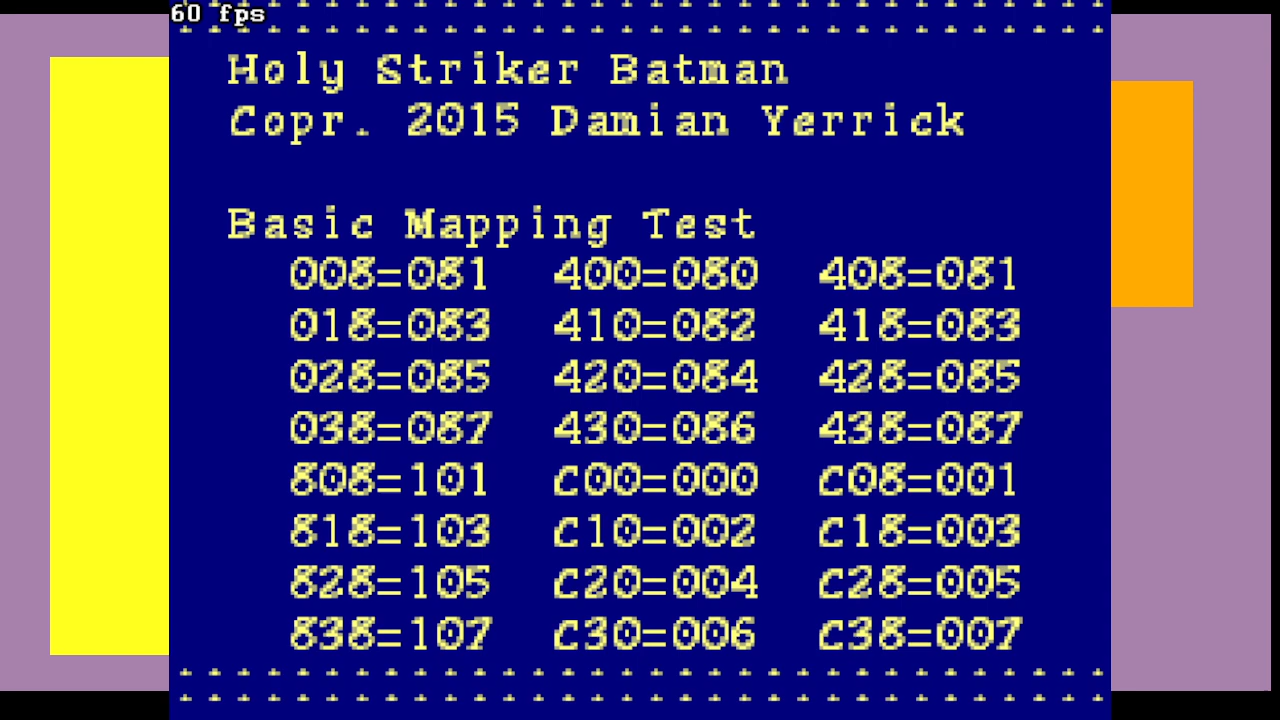 60 fps
Holy Striker Batman
Copr. 2015 Damian Yerrick
Basic Mapping Test
008=081 400=080 408=081
018=083 410=082 418=083
028=085 420=084 428=085
038=087 430=086 438=087
808=101 C00=000 C08=001
818=103 C10=002 C18=003
828=105 C20=004 C28=005
838=107 C30=006 C38=007